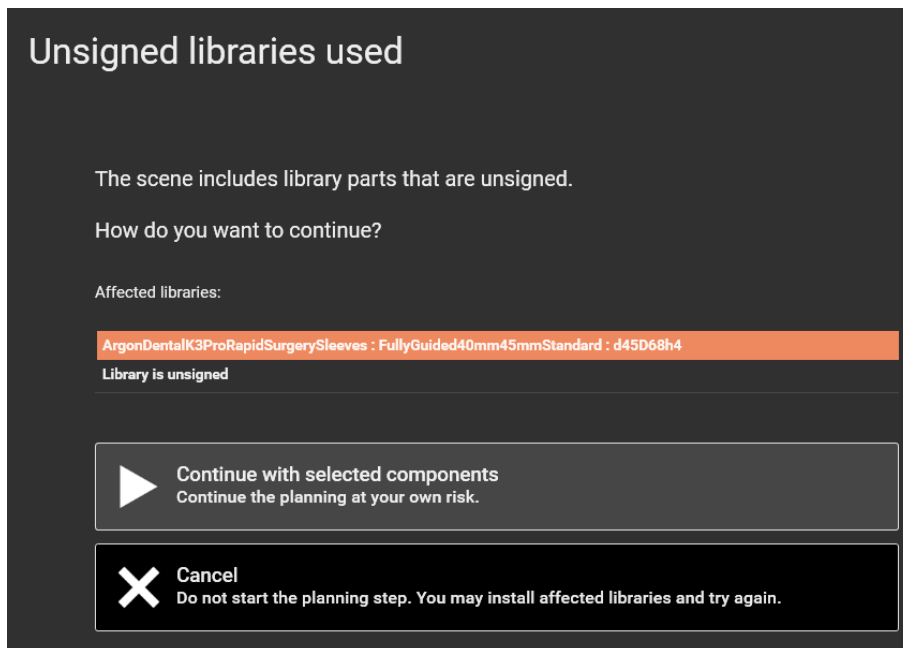 Unsigned libraries used
The scene includes library parts that are unsigned.
How do you want to continue?
Affected libraries:
ArgonDentalK3ProRapidSurgerySleeves : FullyGuided40mm45mmStandard : d45D68h4
Library is unsigned
Continue with selected components
Continue the planning at your own risk.
Cancel
Do not start the planning step. You may install affected libraries and try again.